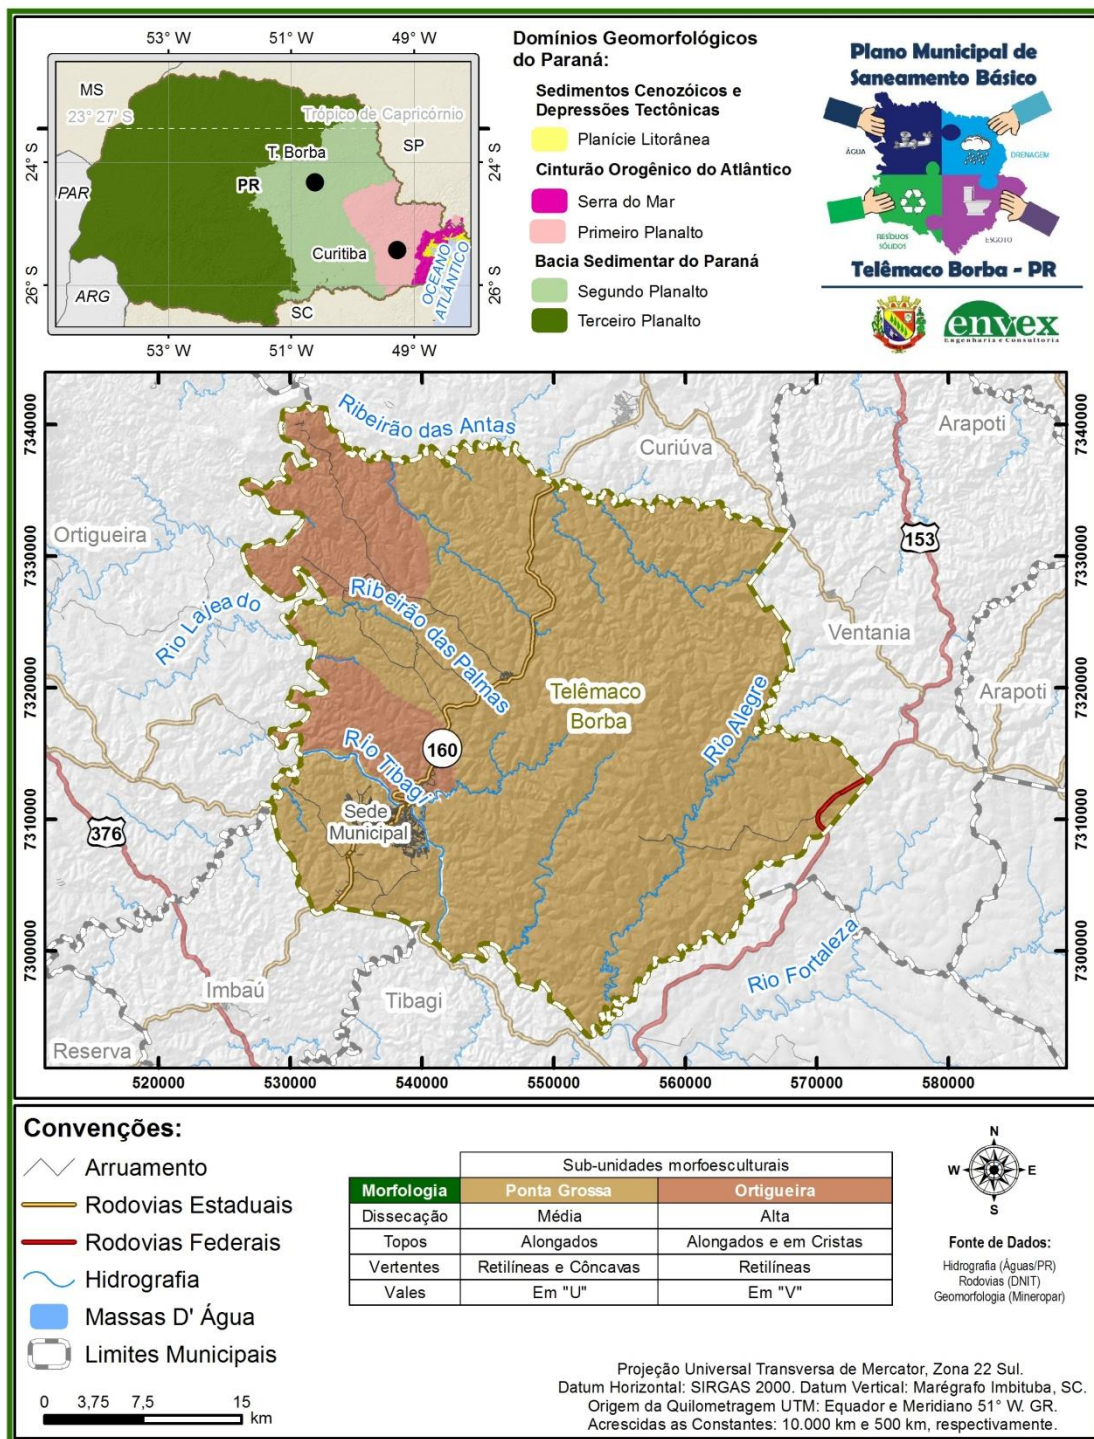 53° W 51° W 49° W
MS
23° 27' S
Trópico de Capricórnio
24° S
24° S
T. Borba
SP
PAR
PR
Curitiba
26° S
26° S
ARG
SC
OCEANO
ATLÂNTICO
53° W 51° W 49° W
Domínios Geomorfológicos
do Paraná:
Sedimentos Cenozóicos e
Depressões Tectônicas
Planície Litorânea
Cinturão Orogênico do Atlântico
Serra do Mar
Primeiro Planalto
Bacia Sedimentar do Paraná
Segundo Planalto
Terceiro Planalto
Plano Municipal de
Saneamento Básico
ÁGUA
DRENAGEM
RESÍDUOS
SÓLIDOS
ESGOTO
Telêmaco Borba - PR
envex
Engenharia e Consultoria
7340000
7330000
7320000
7310000
7300000
Ribeirão das Antas
Curiúva
Arapoti
Ortigueira
153
Rio Lajeado
Ribeirão das Palmas
Ventania
Telêmaco
Borba
Rio Alegre
Arapoti
160
Rio Tibagi
Sede
Municipal
376
Imbaú
Tibagi
Rio Fortaleza
Reserva
7340000
7330000
7320000
7310000
7300000
520000 530000 540000 550000 560000 570000 580000
Convenções:
Arruamento
Rodovias Estaduais
Rodovias Federais
Hidrografia
Massas D' Água
Limites Municipais
0 3,75 7,5 15
km
Sub-unidades morfoesculturais
Morfologia Ponta Grossa Ortigueira
Dissecação Média Alta
Topos Alongados Alongados e em Cristas
Vertentes Retilíneas e Côncavas Retilíneas
Vales Em "U" Em "V"
N
W E
S
Fonte de Dados:
Hidrografia (Águas/PR)
Rodovias (DNIT)
Geomorfologia (Mineropar)
Projeção Universal Transversa de Mercator, Zona 22 Sul.
Datum Horizontal: SIRGAS 2000. Datum Vertical: Marégrafo Imbituba, SC.
Origem da Quilometragem UTM: Equador e Meridiano 51° W. GR.
Acrescidas as Constantes: 10.000 km e 500 km, respectivamente.